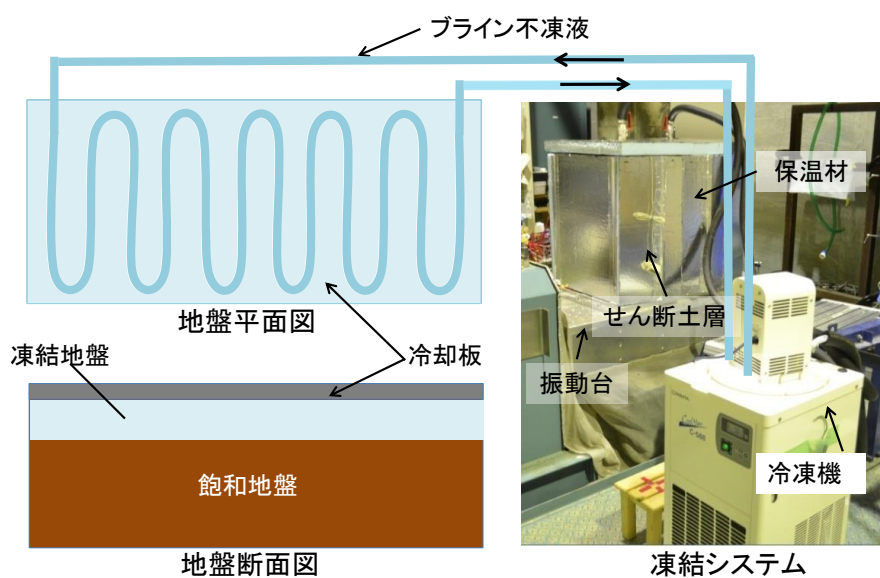 ブライン不凍液
保温材
地盤平面図
せん断土層
凍結地盤
冷却板
振動台
飽和地盤
冷凍機
地盤断面図
凍結システム